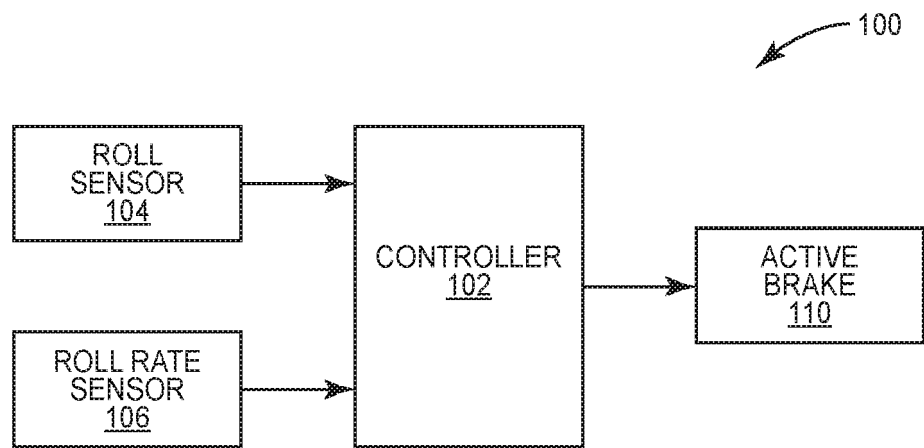 100
ROLL
SENSOR
104
CONTROLLER
102
ACTIVE
BRAKE
110
ROLL RATE
SENSOR
106